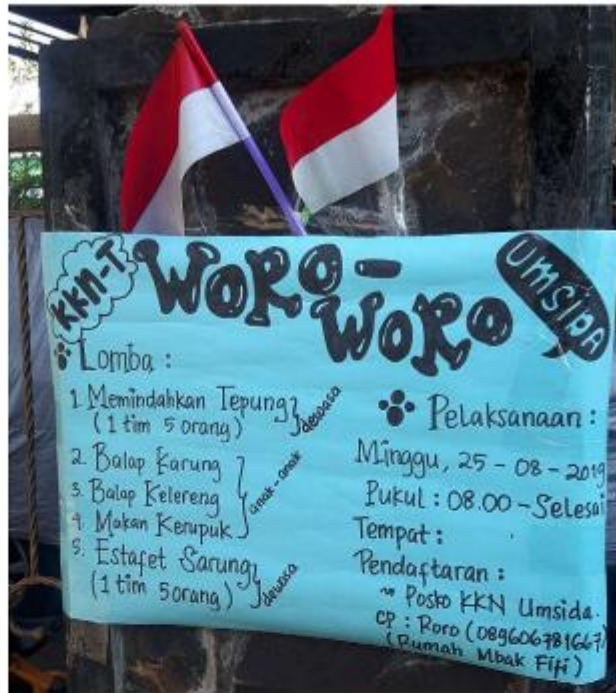 KKN-T
WORO-
WORO
UMSIDA
Lomba :
1. Memindahkan Tepung
(1 tim 5 orang)
dewasa
2. Balap Karung
3. Balap Kelereng
4. Makan Kerupuk
anak-anak
5. Estafet Sarung
(1 tim 5 orang)
dewasa
Pelaksanaan :
Minggu, 25-08-2019
Pukul : 08.00 - Selesai
Tempat :
Pendaftaran :
~ Posko KKN Umsida.
CP : Roro (089606781667)
(Rumah Mbak Fifi)